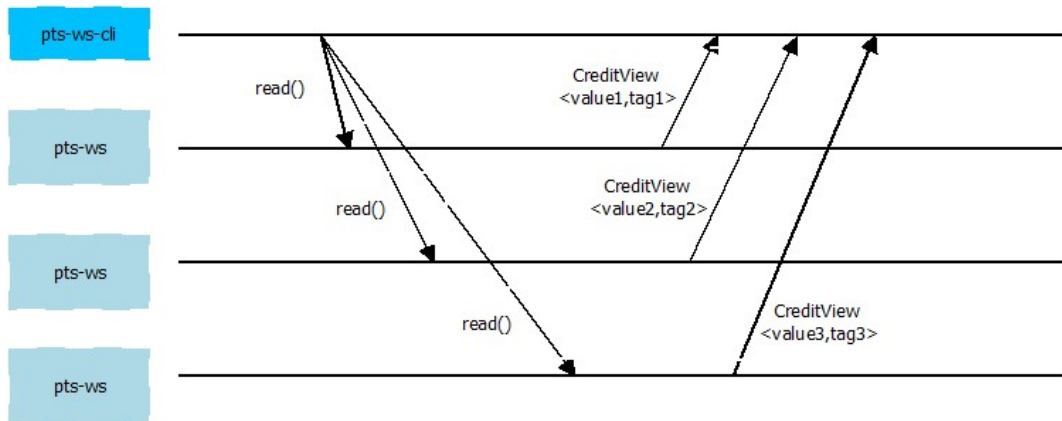 pts-ws-cli
read()
CreditView
<value1,tag1>
pts-ws
read()
CreditView
<value2,tag2>
pts-ws
read()
CreditView
<value3,tag3>
pts-ws